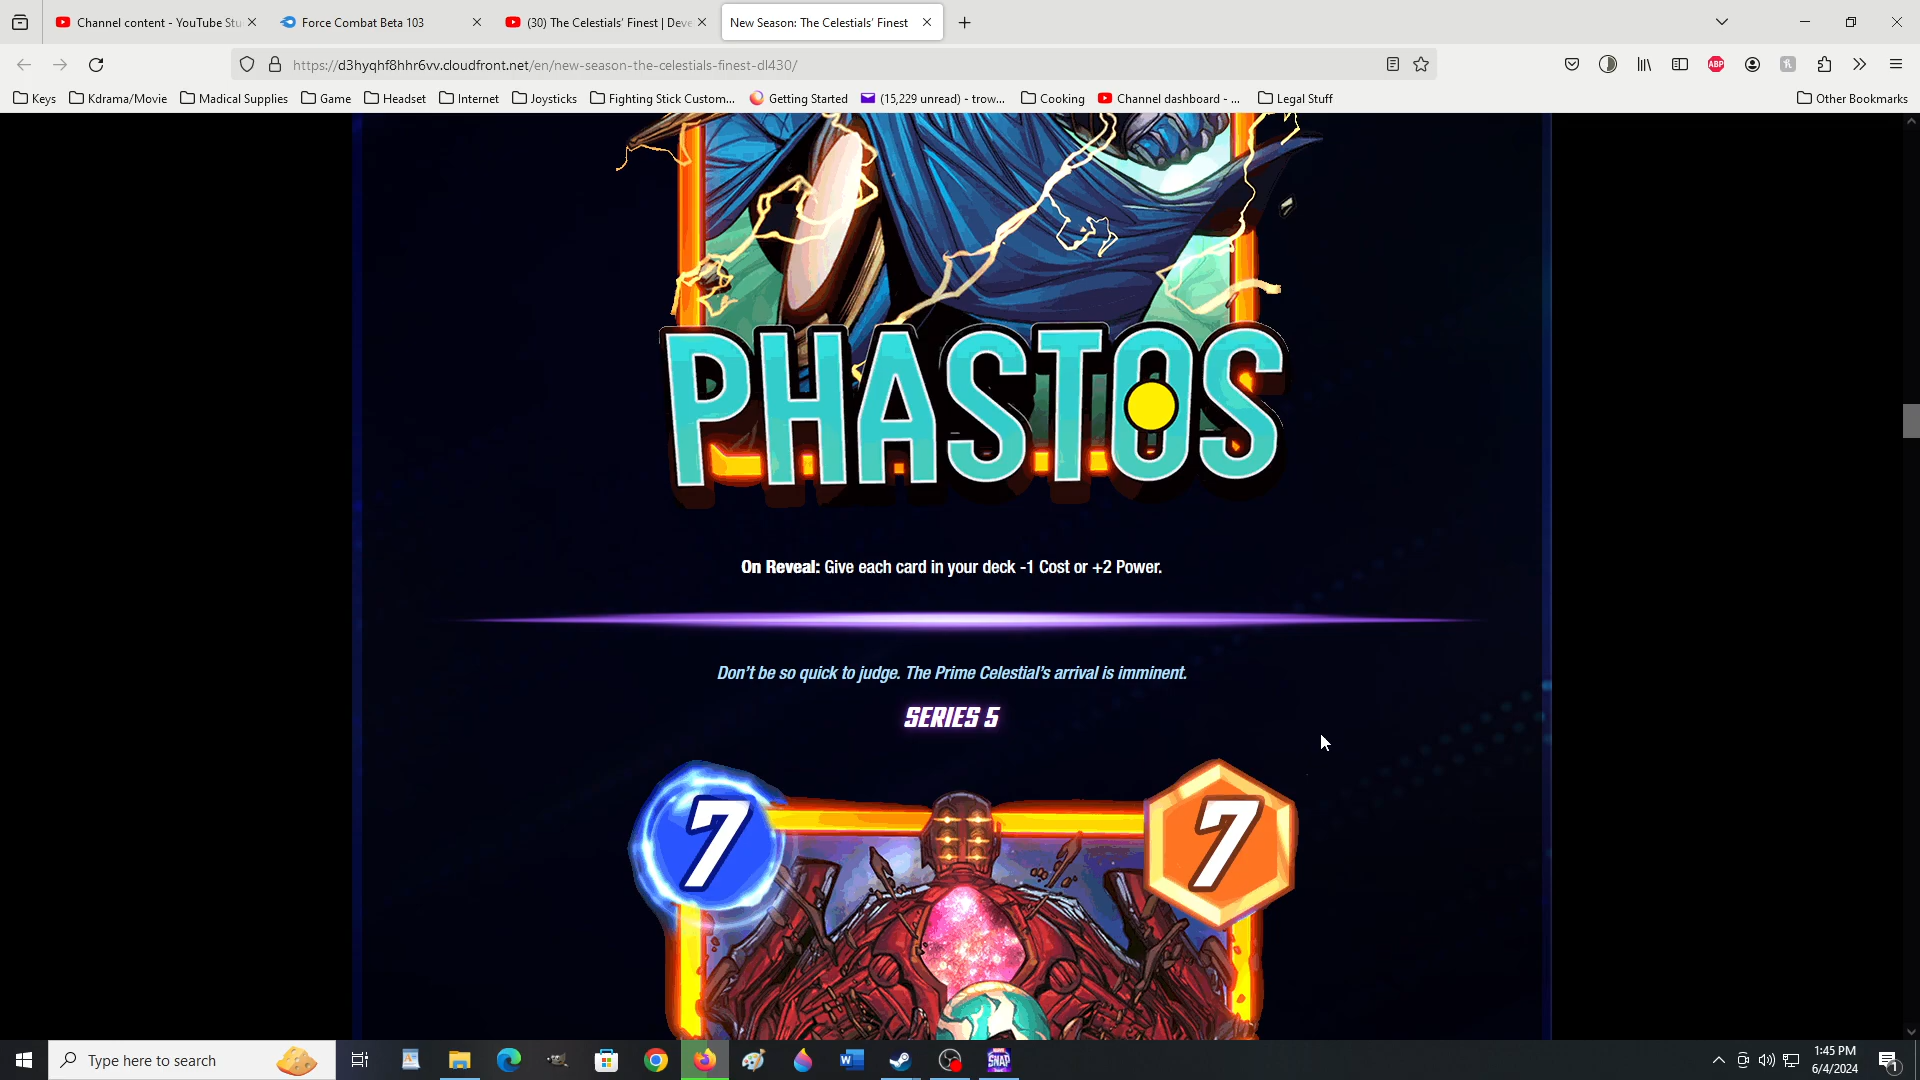 Channel content - YouTube Stu
Force Combat Beta 103
(30) The Celestials' Finest | Deve
New Season: The Celestials' Finest
https://d3hyqhf8hhr6vv.cloudfront.net/en/new-season-the-celestials-finest-dl430/
ABP
Keys
Kdrama/Movie
Madical Supplies
Game
Headset
Internet
Joysticks
Fighting Stick Custom...
Getting Started
(15,229 unread) - trow...
Cooking
Channel dashboard - ...
Legal Stuff
Other Bookmarks
PHASTOS
On Reveal: Give each card in your deck -1 Cost or +2 Power.
Don't be so quick to judge. The Prime Celestial's arrival is imminent.
SERIES 5
7
7
Type here to search
SNAP
1:45 PM
6/4/2024
1